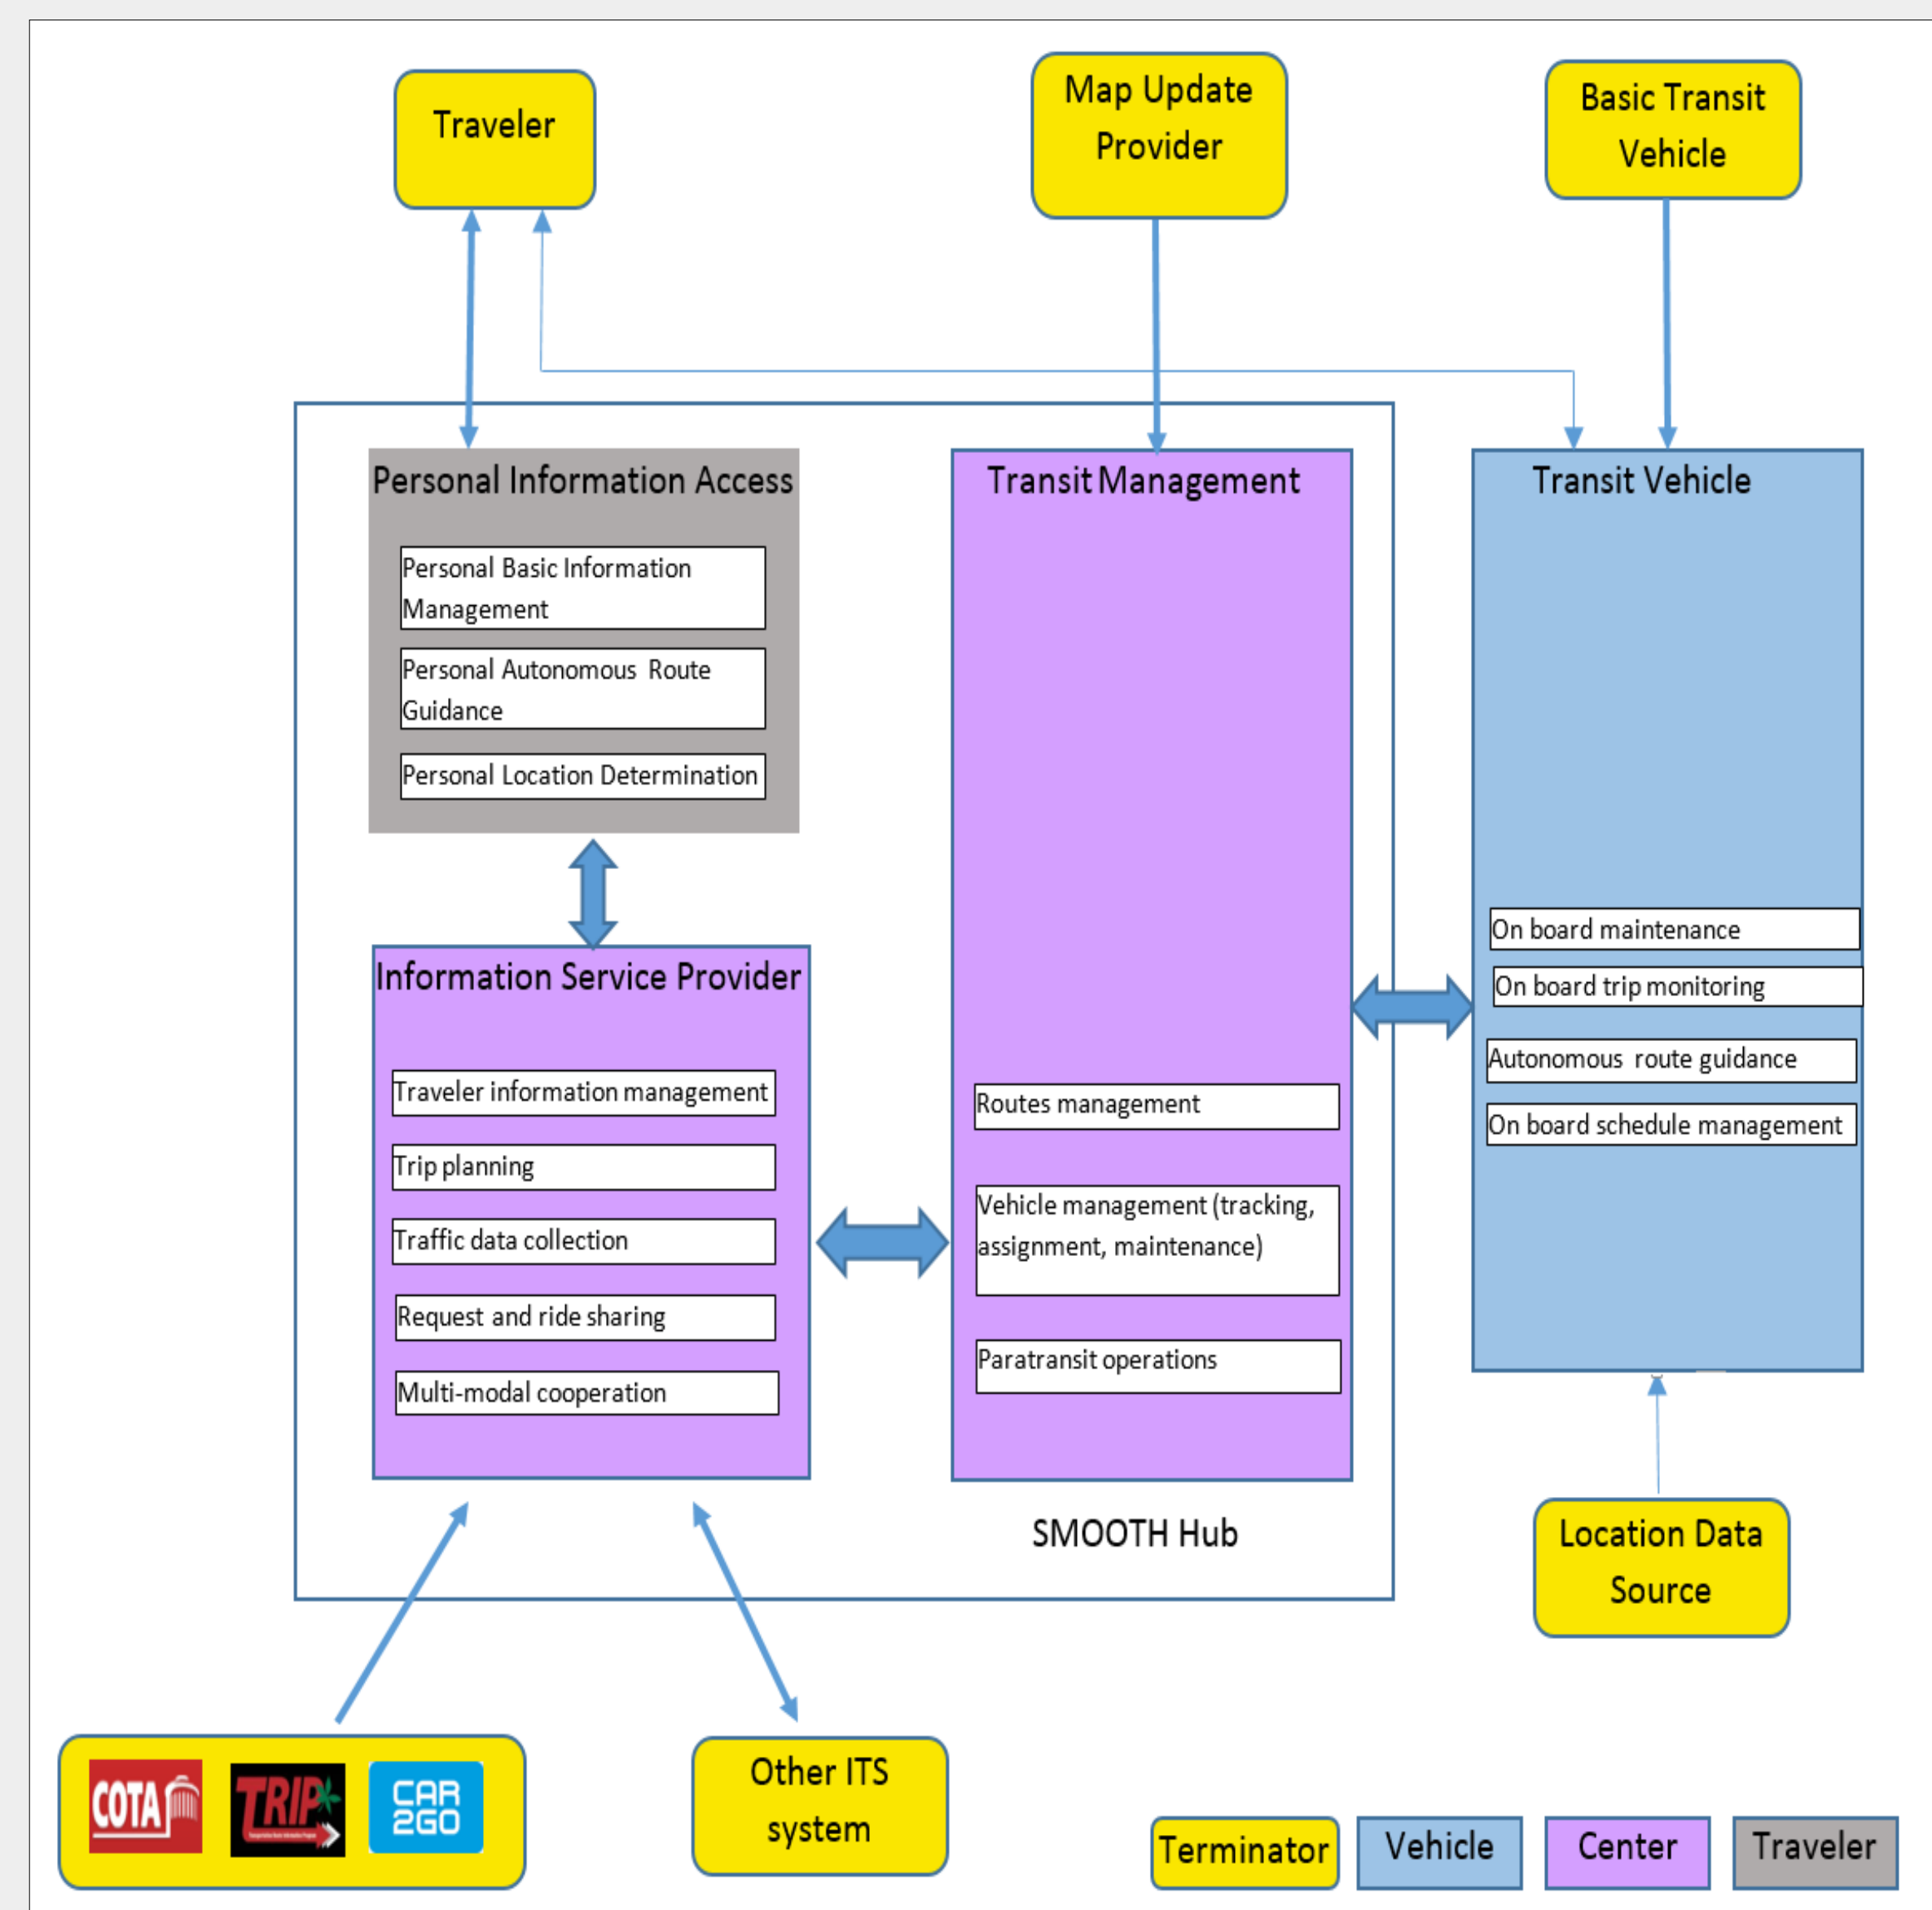 Traveler
Map Update
Provider
Basic Transit
Vehicle
Personal Information Access
Personal Basic Information
Management
Personal Autonomous Route
Guidance
Personal Location Determination
Information Service Provider
Traveler information management
Trip planning
Traffic data collection
Request and ride sharing
Multi-modal cooperation
Transit Management
Routes management
Vehicle management (tracking,
assignment, maintenance)
Paratransit operations
SMOOTH Hub
Transit Vehicle
On board maintenance
On board trip monitoring
Autonomous route guidance
On board schedule management
Location Data
Source
COTA
TRIP
CAR
2GO
Other ITS
system
Terminator
Vehicle
Center
Traveler